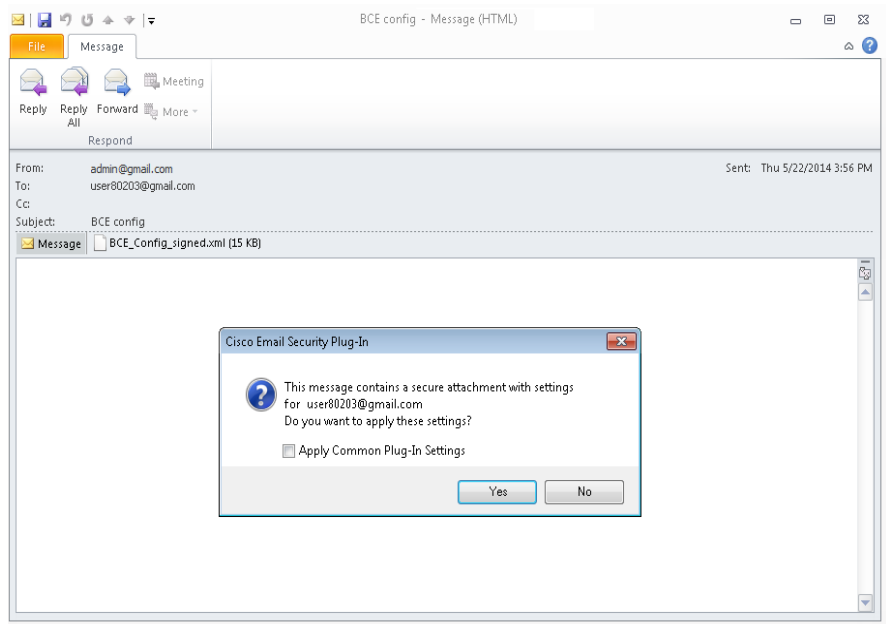 BCE config - Message (HTML)
File Message
Reply
Reply All
Forward
Meeting
More
Respond
From: admin@gmail.com
Sent: Thu 5/22/2014 3:56 PM
To: user80203@gmail.com
Cc:
Subject: BCE config
Message BCE_Config_signed.xml (15 KB)
Cisco Email Security Plug-In
This message contains a secure attachment with settings
for user80203@gmail.com
Do you want to apply these settings?
Apply Common Plug-In Settings
Yes No